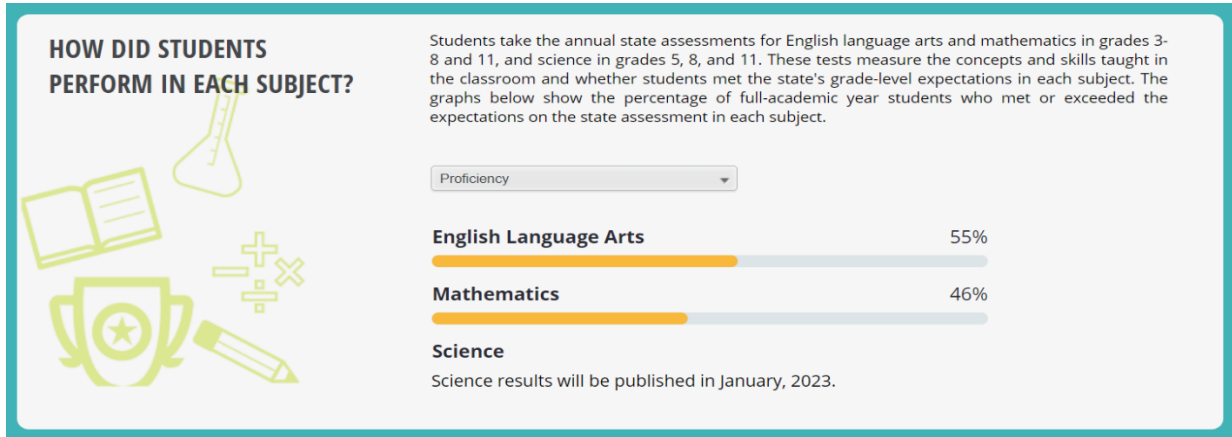 HOW DID STUDENTS
PERFORM IN EACH SUBJECT?
Students take the annual state assessments for English language arts and mathematics in grades 3-
8 and 11, and science in grades 5, 8, and 11. These tests measure the concepts and skills taught in
the classroom and whether students met the state's grade-level expectations in each subject. The
graphs below show the percentage of full-academic year students who met or exceeded the
expectations on the state assessment in each subject.
Proficiency
English Language Arts 55%
Mathematics 46%
Science
Science results will be published in January, 2023.